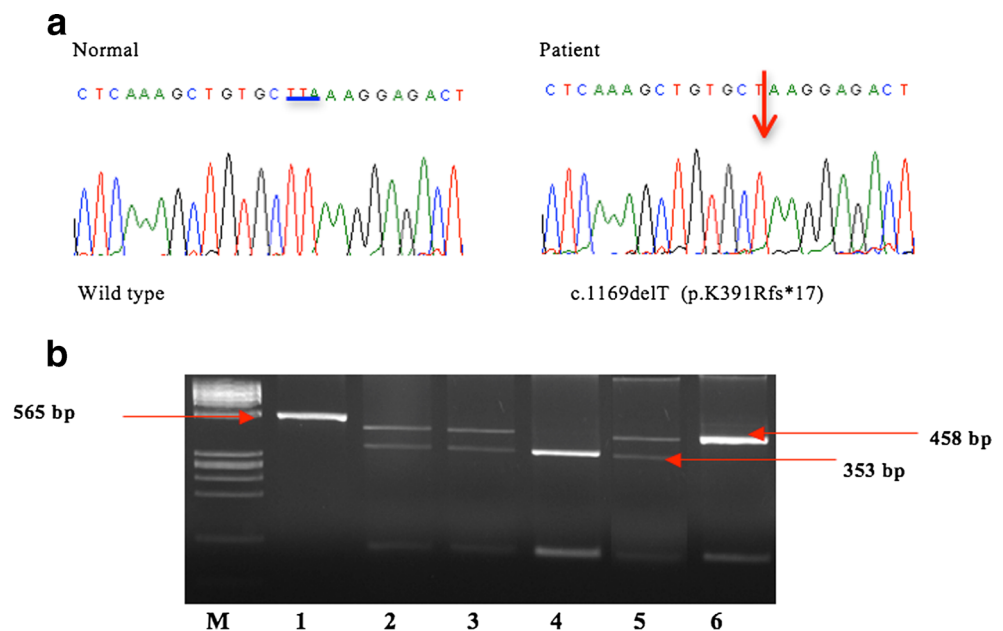 a
Normal
Patient
C T C A A A G C T G T G C T T A A A G G A G A C T
C T C A A A G C T G T G C T A A G G A G A C T
Wild type
c.1169delT (p.K391Rfs*17)
b
565 bp
458 bp
353 bp
M 1 2 3 4 5 6